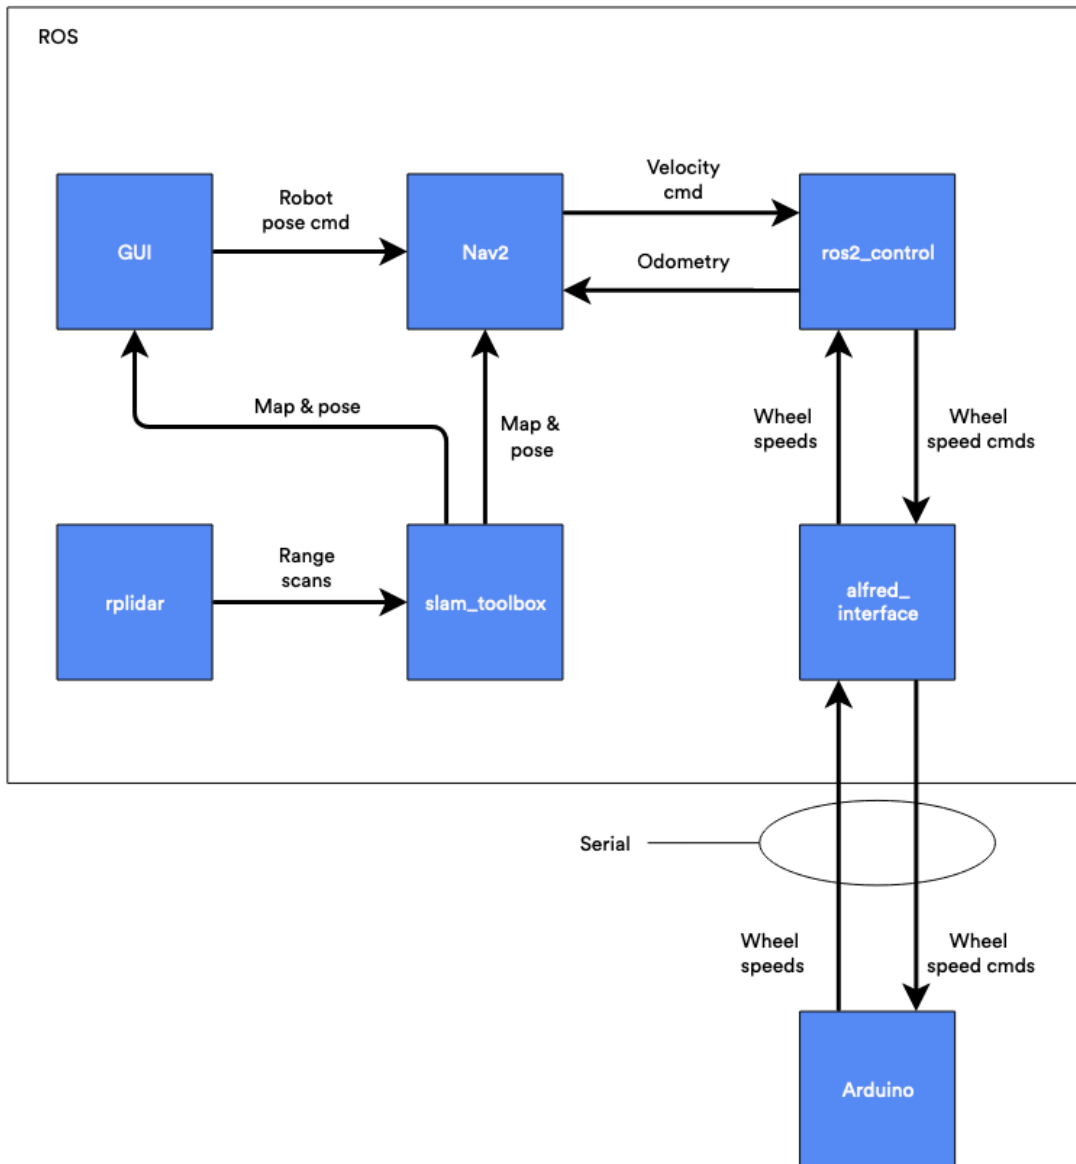 ROS
Velocity
cmd
Robot
pose cmd
GUI
Nav2
ros2_control
Odometry
Map & pose
Map &
pose
Wheel
speeds
Wheel
speed cmds
Range
scans
rplidar
slam_toolbox
alfred_
interface
Serial
Wheel
speeds
Wheel
speed cmds
Arduino